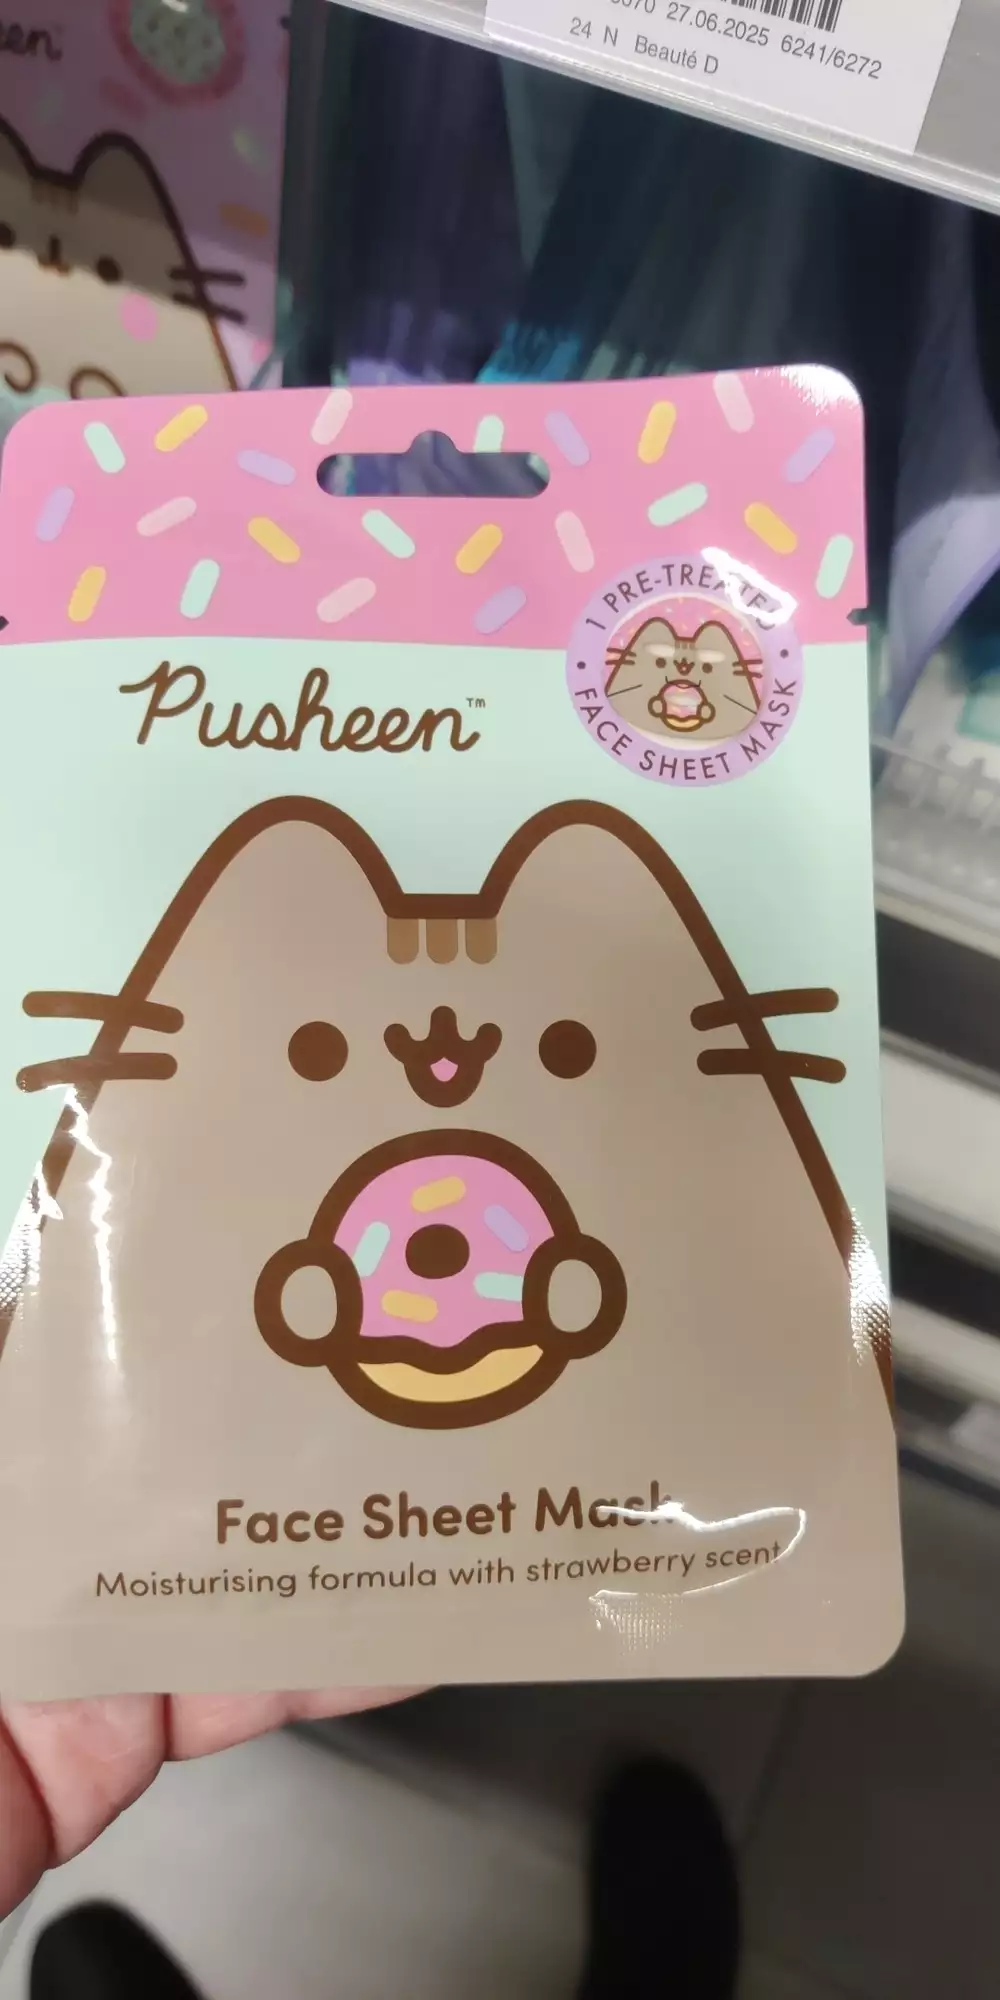 27.06.2025 6241/6272
24 N Beauté D
1 PRE-TREATED
FACE SHEET MASK
Pusheen™
Face Sheet Mask
Moisturising formula with strawberry scent